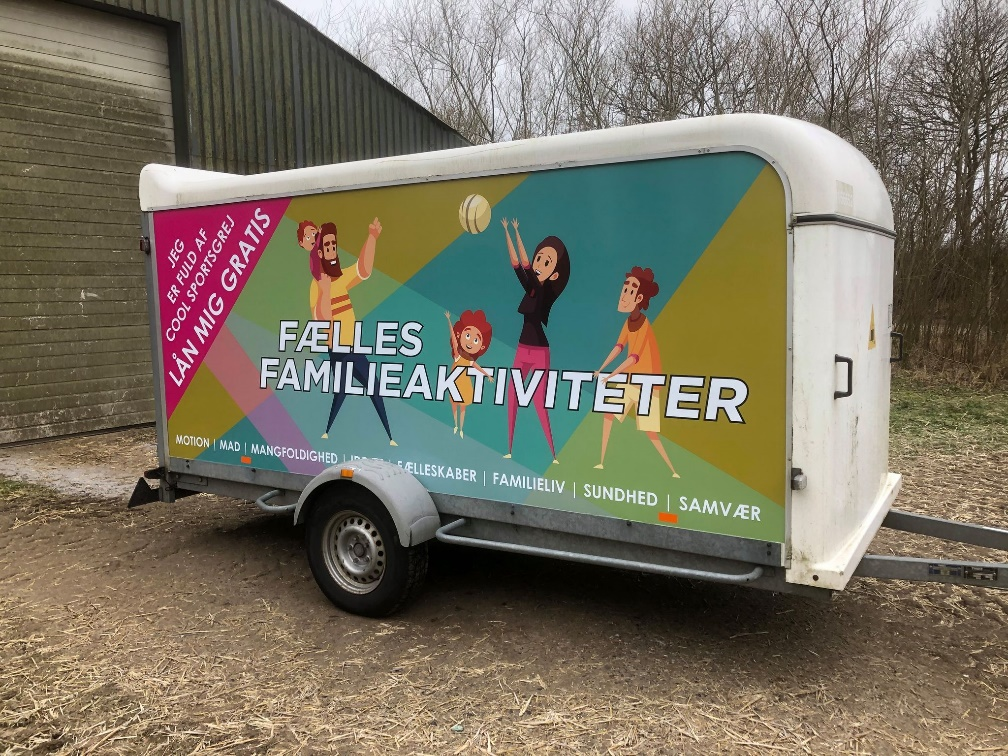 JEG
ER FULD AF
COOL SPORTSGREJ
LÅN MIG GRATIS
FÆLLES
FAMILIEAKTIVITETER
MOTION | MAD | MANGFOLDIGHED | | FÆLLESKABER | FAMILIELIV | SUNDHED | SAMVÆR